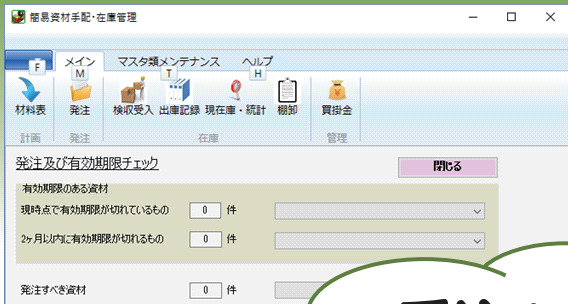 簡易資材手配・在庫管理
F
メイン マスタ類メンテナンス ヘルプ
M T H
材料表 発注 検収受入 出庫記録 現在庫・統計 棚卸 買掛金
計画 発注 在庫 管理
発注及び有効期限チェック 閉じる
有効期限のある資材
現時点で有効期限が切れているもの 0 件
2ヶ月以内に有効期限が切れるもの 0 件
発注すべき資材 0 件